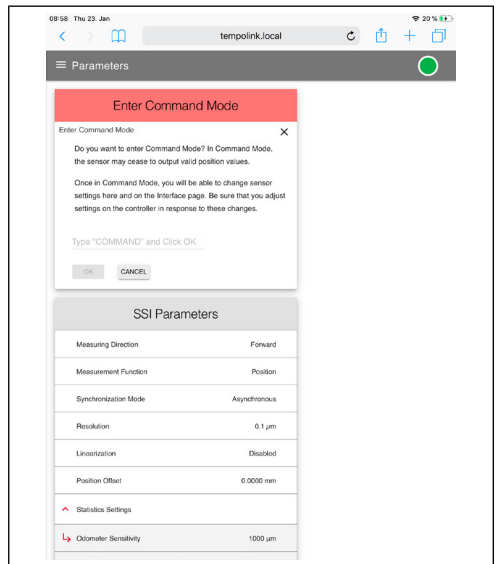 08:58 Thu 23. Jan
20 %
tempolink.local
Parameters
Enter Command Mode
Enter Command Mode
Do you want to enter Command Mode? In Command Mode,
the sensor may cease to output valid position values.
Once in Command Mode, you will be able to change sensor
settings here and on the Interface page. Be sure that you adjust
settings on the controller in response to these changes.
Type "COMMAND" and Click OK
OK CANCEL
SSI Parameters
Measuring Direction Forward
Measurement Function Position
Synchronization Mode Asynchronous
Resolution 0.1 µm
Linearization Disabled
Position Offset 0.0000 mm
Statistics Settings
Odometer Sensitivity 1000 µm